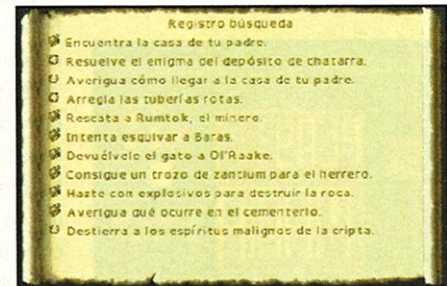 Registro búsqueda
Encuentra la casa de tu padre.
Resuelve el enigma del depósito de chatarra.
Averigua cómo llegar a la casa de tu padre.
Arregla las tuberías rotas.
Rescata a Rumtok, el minero.
Intenta esquivar a Baras.
Devuélvele el gato a Ol'Raake.
Consigue un trozo de zantium para el herrero.
Hazte con explosivos para destruir la roca.
Averigua qué ocurre en el cementerio.
Destierra a los espíritus malignos de la cripta.